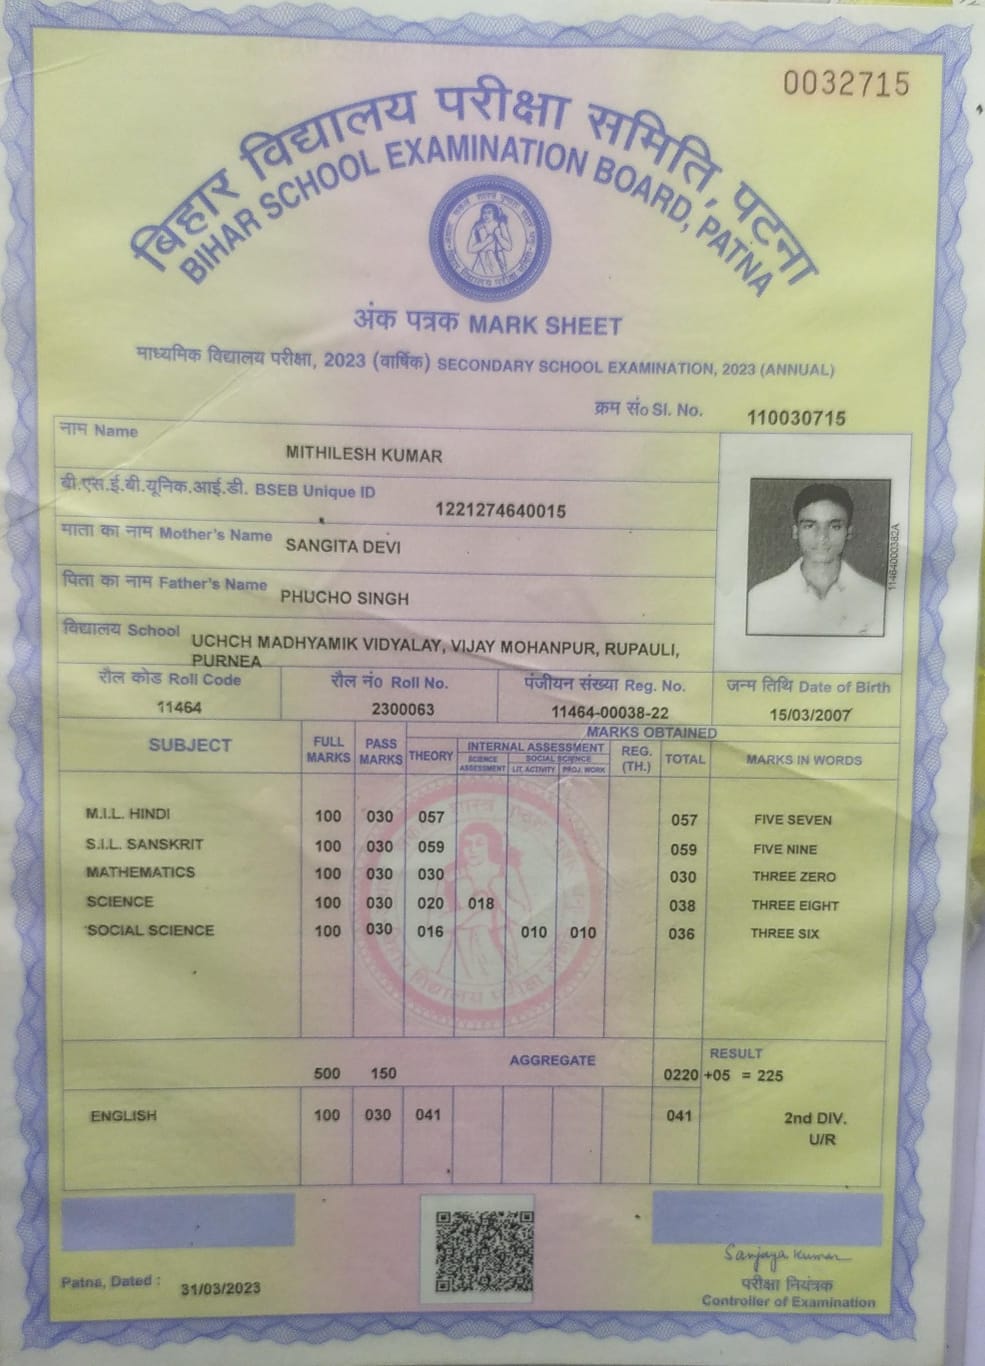 0032715
बिहार विद्यालय परीक्षा समिति, पटना
BIHAR SCHOOL EXAMINATION BOARD, PATNA
अंक पत्रक MARK SHEET
माध्यमिक विद्यालय परीक्षा, 2023 (वार्षिक) SECONDARY SCHOOL EXAMINATION, 2023 (ANNUAL)
क्रम सं० Sl. No. 110030715
नाम Name MITHILESH KUMAR
बी.एस.ई.बी.यूनिक.आई.डी. BSEB Unique ID 1221274640015
माता का नाम Mother's Name SANGITA DEVI
पिता का नाम Father's Name PHUCHO SINGH
विद्यालय School UCHCH MADHYAMIK VIDYALAY, VIJAY MOHANPUR, RUPAULI,
PURNEA
11464000382A
रौल कोड Roll Code रौल नं० Roll No. पंजीयन संख्या Reg. No. जन्म तिथि Date of Birth
11464 2300063 11464-00038-22 15/03/2007
MARKS OBTAINED
SUBJECT FULL MARKS PASS MARKS THEORY INTERNAL ASSESSMENT REG. (TH.) TOTAL MARKS IN WORDS
SCIENCE ASSESSMENT SOCIAL SCIENCE
LIT. ACTIVITY PROJ. WORK
M.I.L. HINDI 100 030 057 057 FIVE SEVEN
S.I.L. SANSKRIT 100 030 059 059 FIVE NINE
MATHEMATICS 100 030 030 030 THREE ZERO
SCIENCE 100 030 020 018 038 THREE EIGHT
SOCIAL SCIENCE 100 030 016 010 010 036 THREE SIX
AGGREGATE RESULT
500 150 0220 +05 = 225
ENGLISH 100 030 041 041 2nd DIV.
U/R
Sanjaya Kumar
Patna, Dated : 31/03/2023 परीक्षा नियंत्रक
Controller of Examination